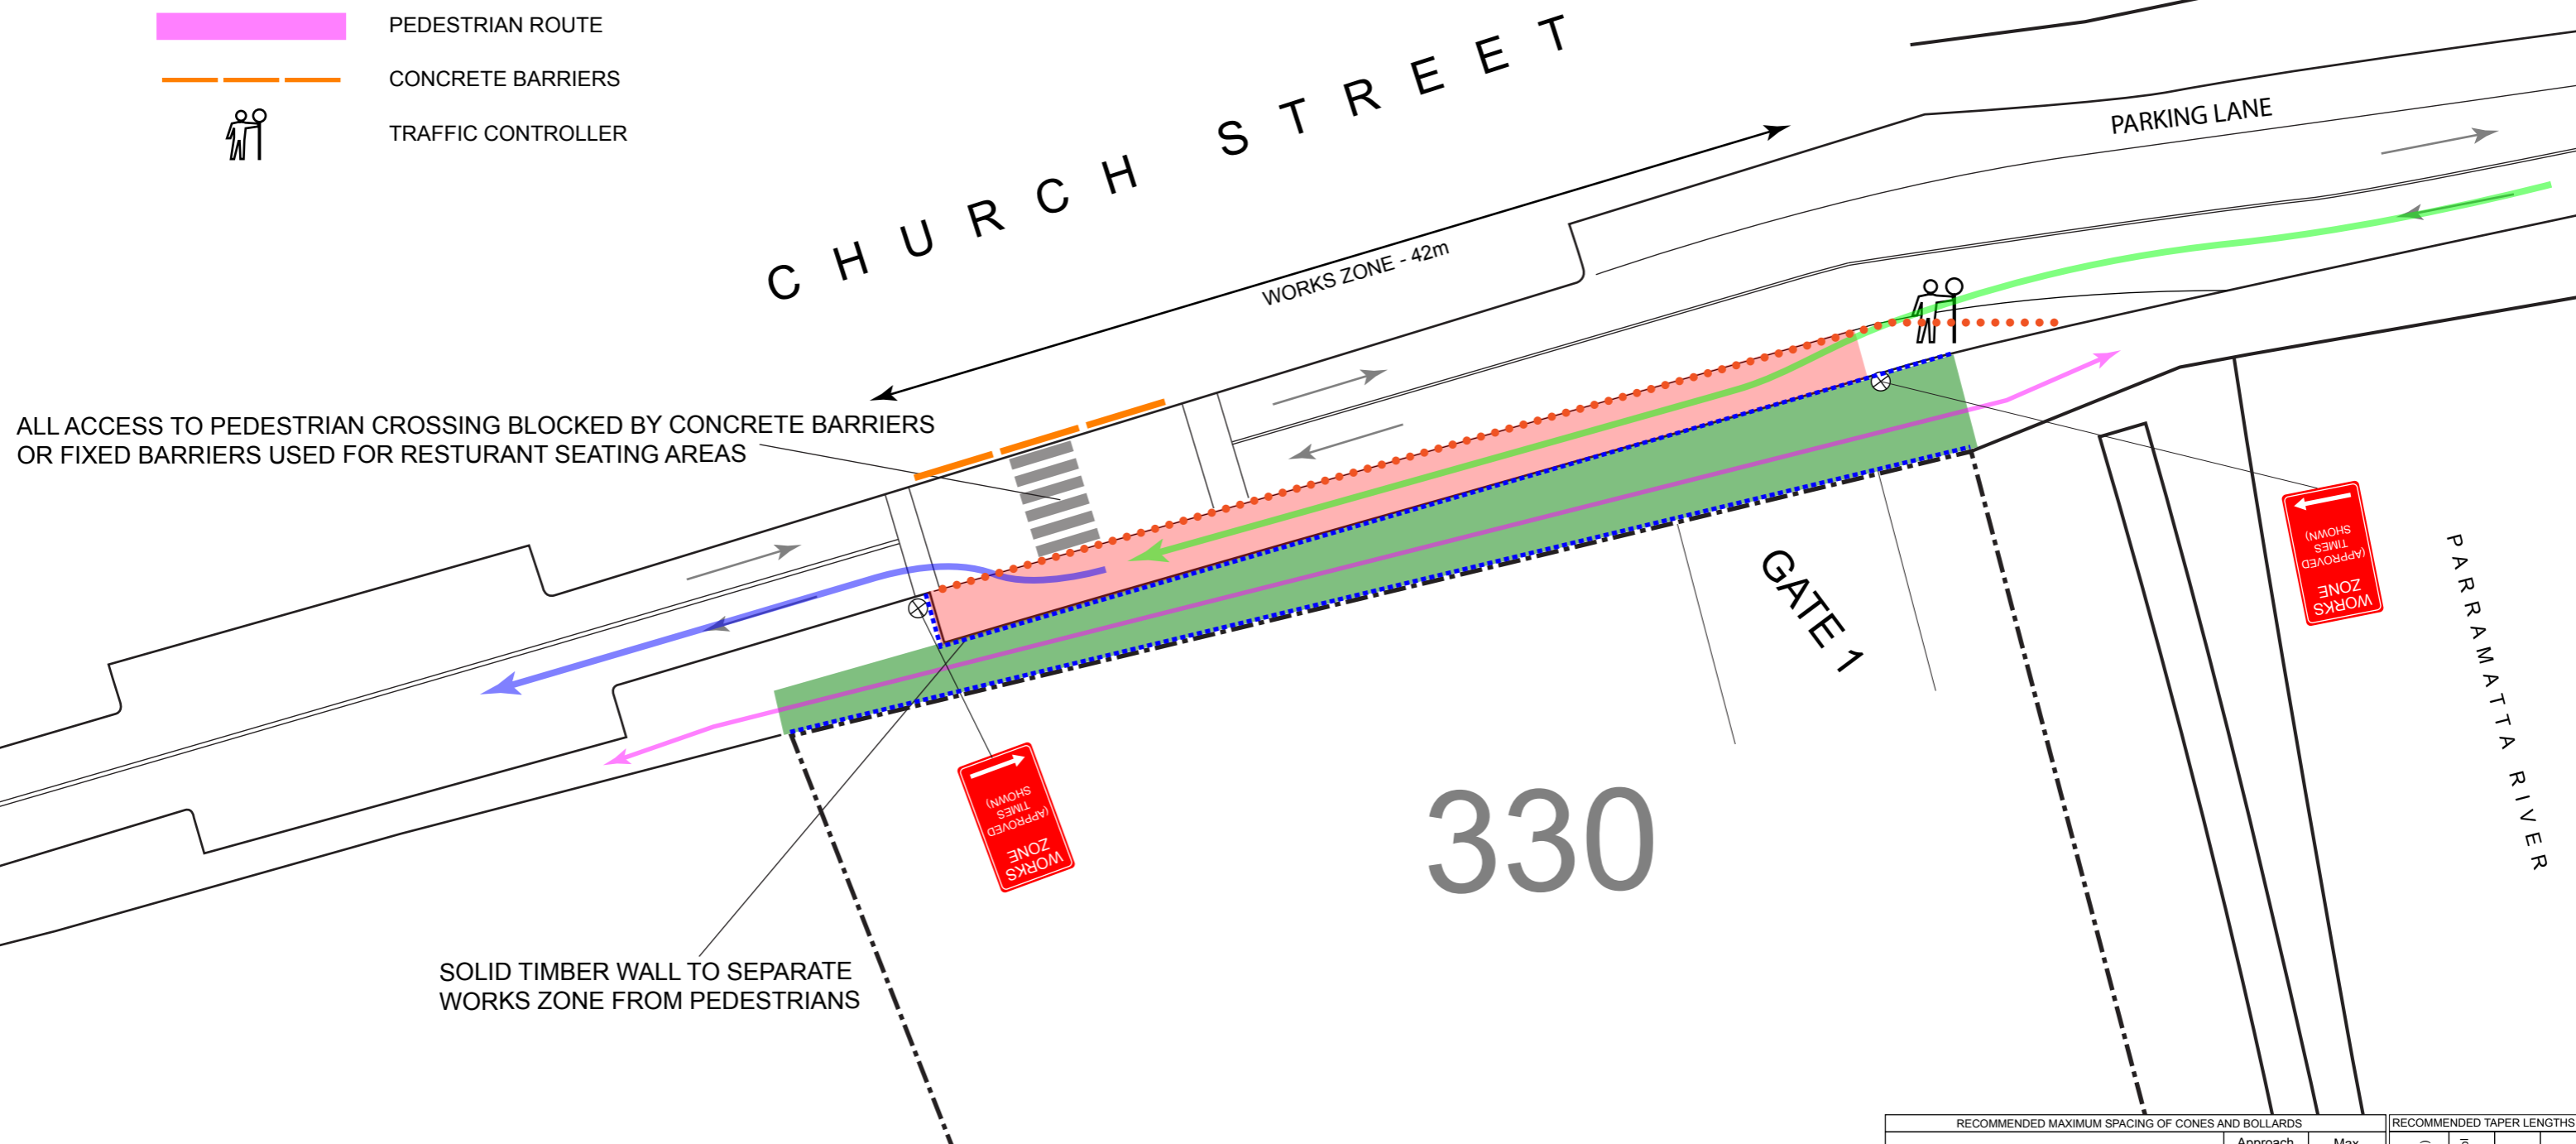 PEDESTRIAN ROUTE
CONCRETE BARRIERS
TRAFFIC CONTROLLER
CHURCH STREET
PARKING LANE
WORKS ZONE - 42m
ALL ACCESS TO PEDESTRIAN CROSSING BLOCKED BY CONCRETE BARRIERS
OR FIXED BARRIERS USED FOR RESTURANT SEATING AREAS
GATE 1
WORKS
ZONE
(APPROVED
TIMES
SHOWN)
PARRAMATTA RIVER
WORKS
ZONE
(APPROVED
TIMES
SHOWN)
330
SOLID TIMBER WALL TO SEPARATE
WORKS ZONE FROM PEDESTRIANS
RECOMMENDED MAXIMUM SPACING OF CONES AND BOLLARDS
RECOMMENDED TAPER LENGTHS
Approach
Max